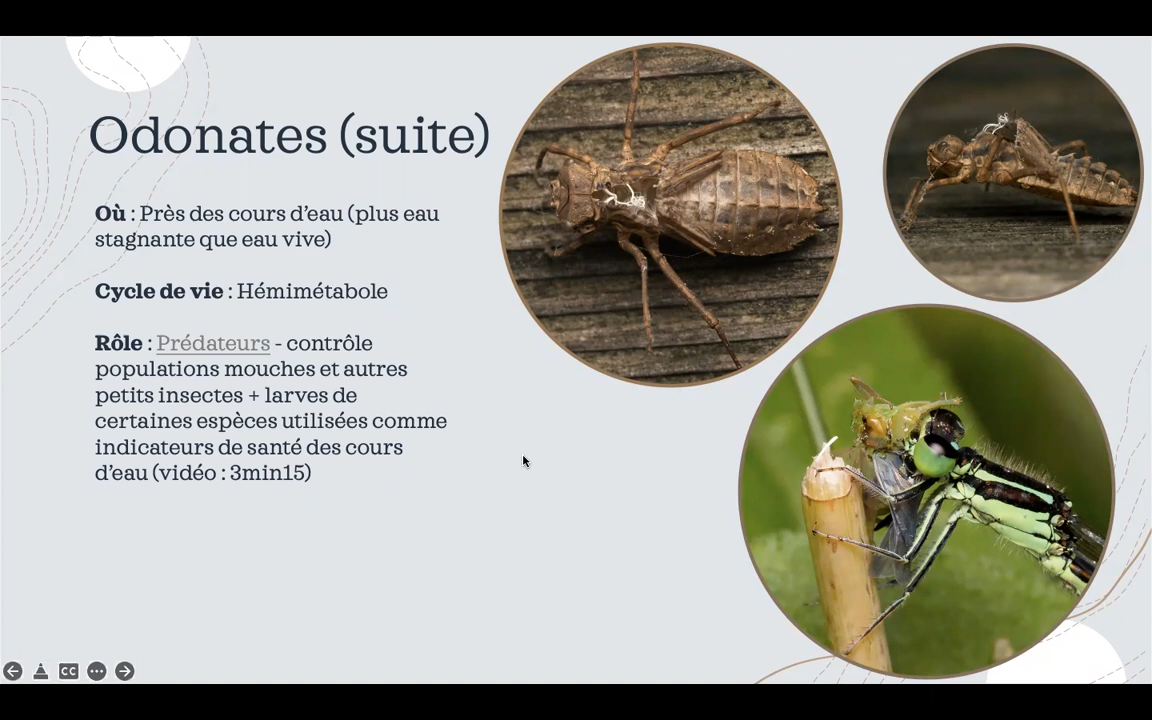 Odonates (suite)
Où : Près des cours d’eau (plus eau
stagnante que eau vive)
Cycle de vie : Hémimétabole
Rôle : Prédateurs - contrôle
populations mouches et autres
petits insectes + larves de
certaines espèces utilisées comme
indicateurs de santé des cours
d’eau (vidéo : 3min15)
CC